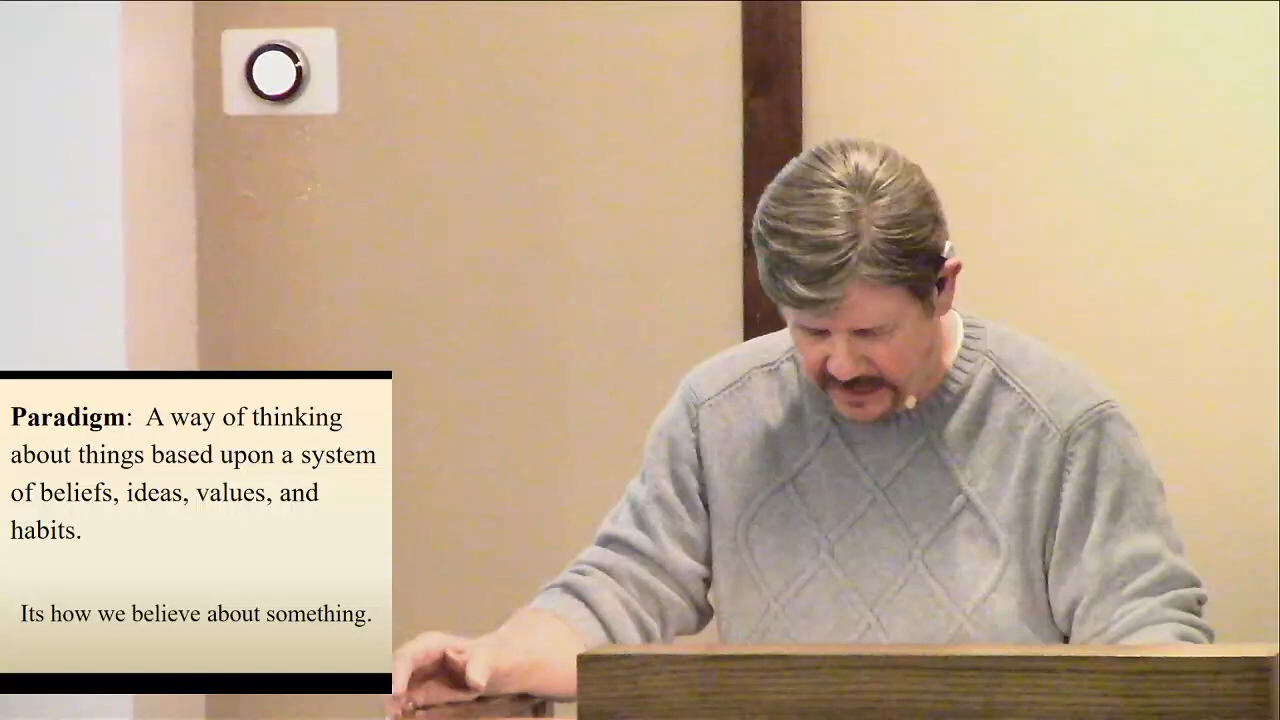 Paradigm:  A way of thinking
about things based upon a system
of beliefs, ideas, values, and
habits.
Its how we believe about something.